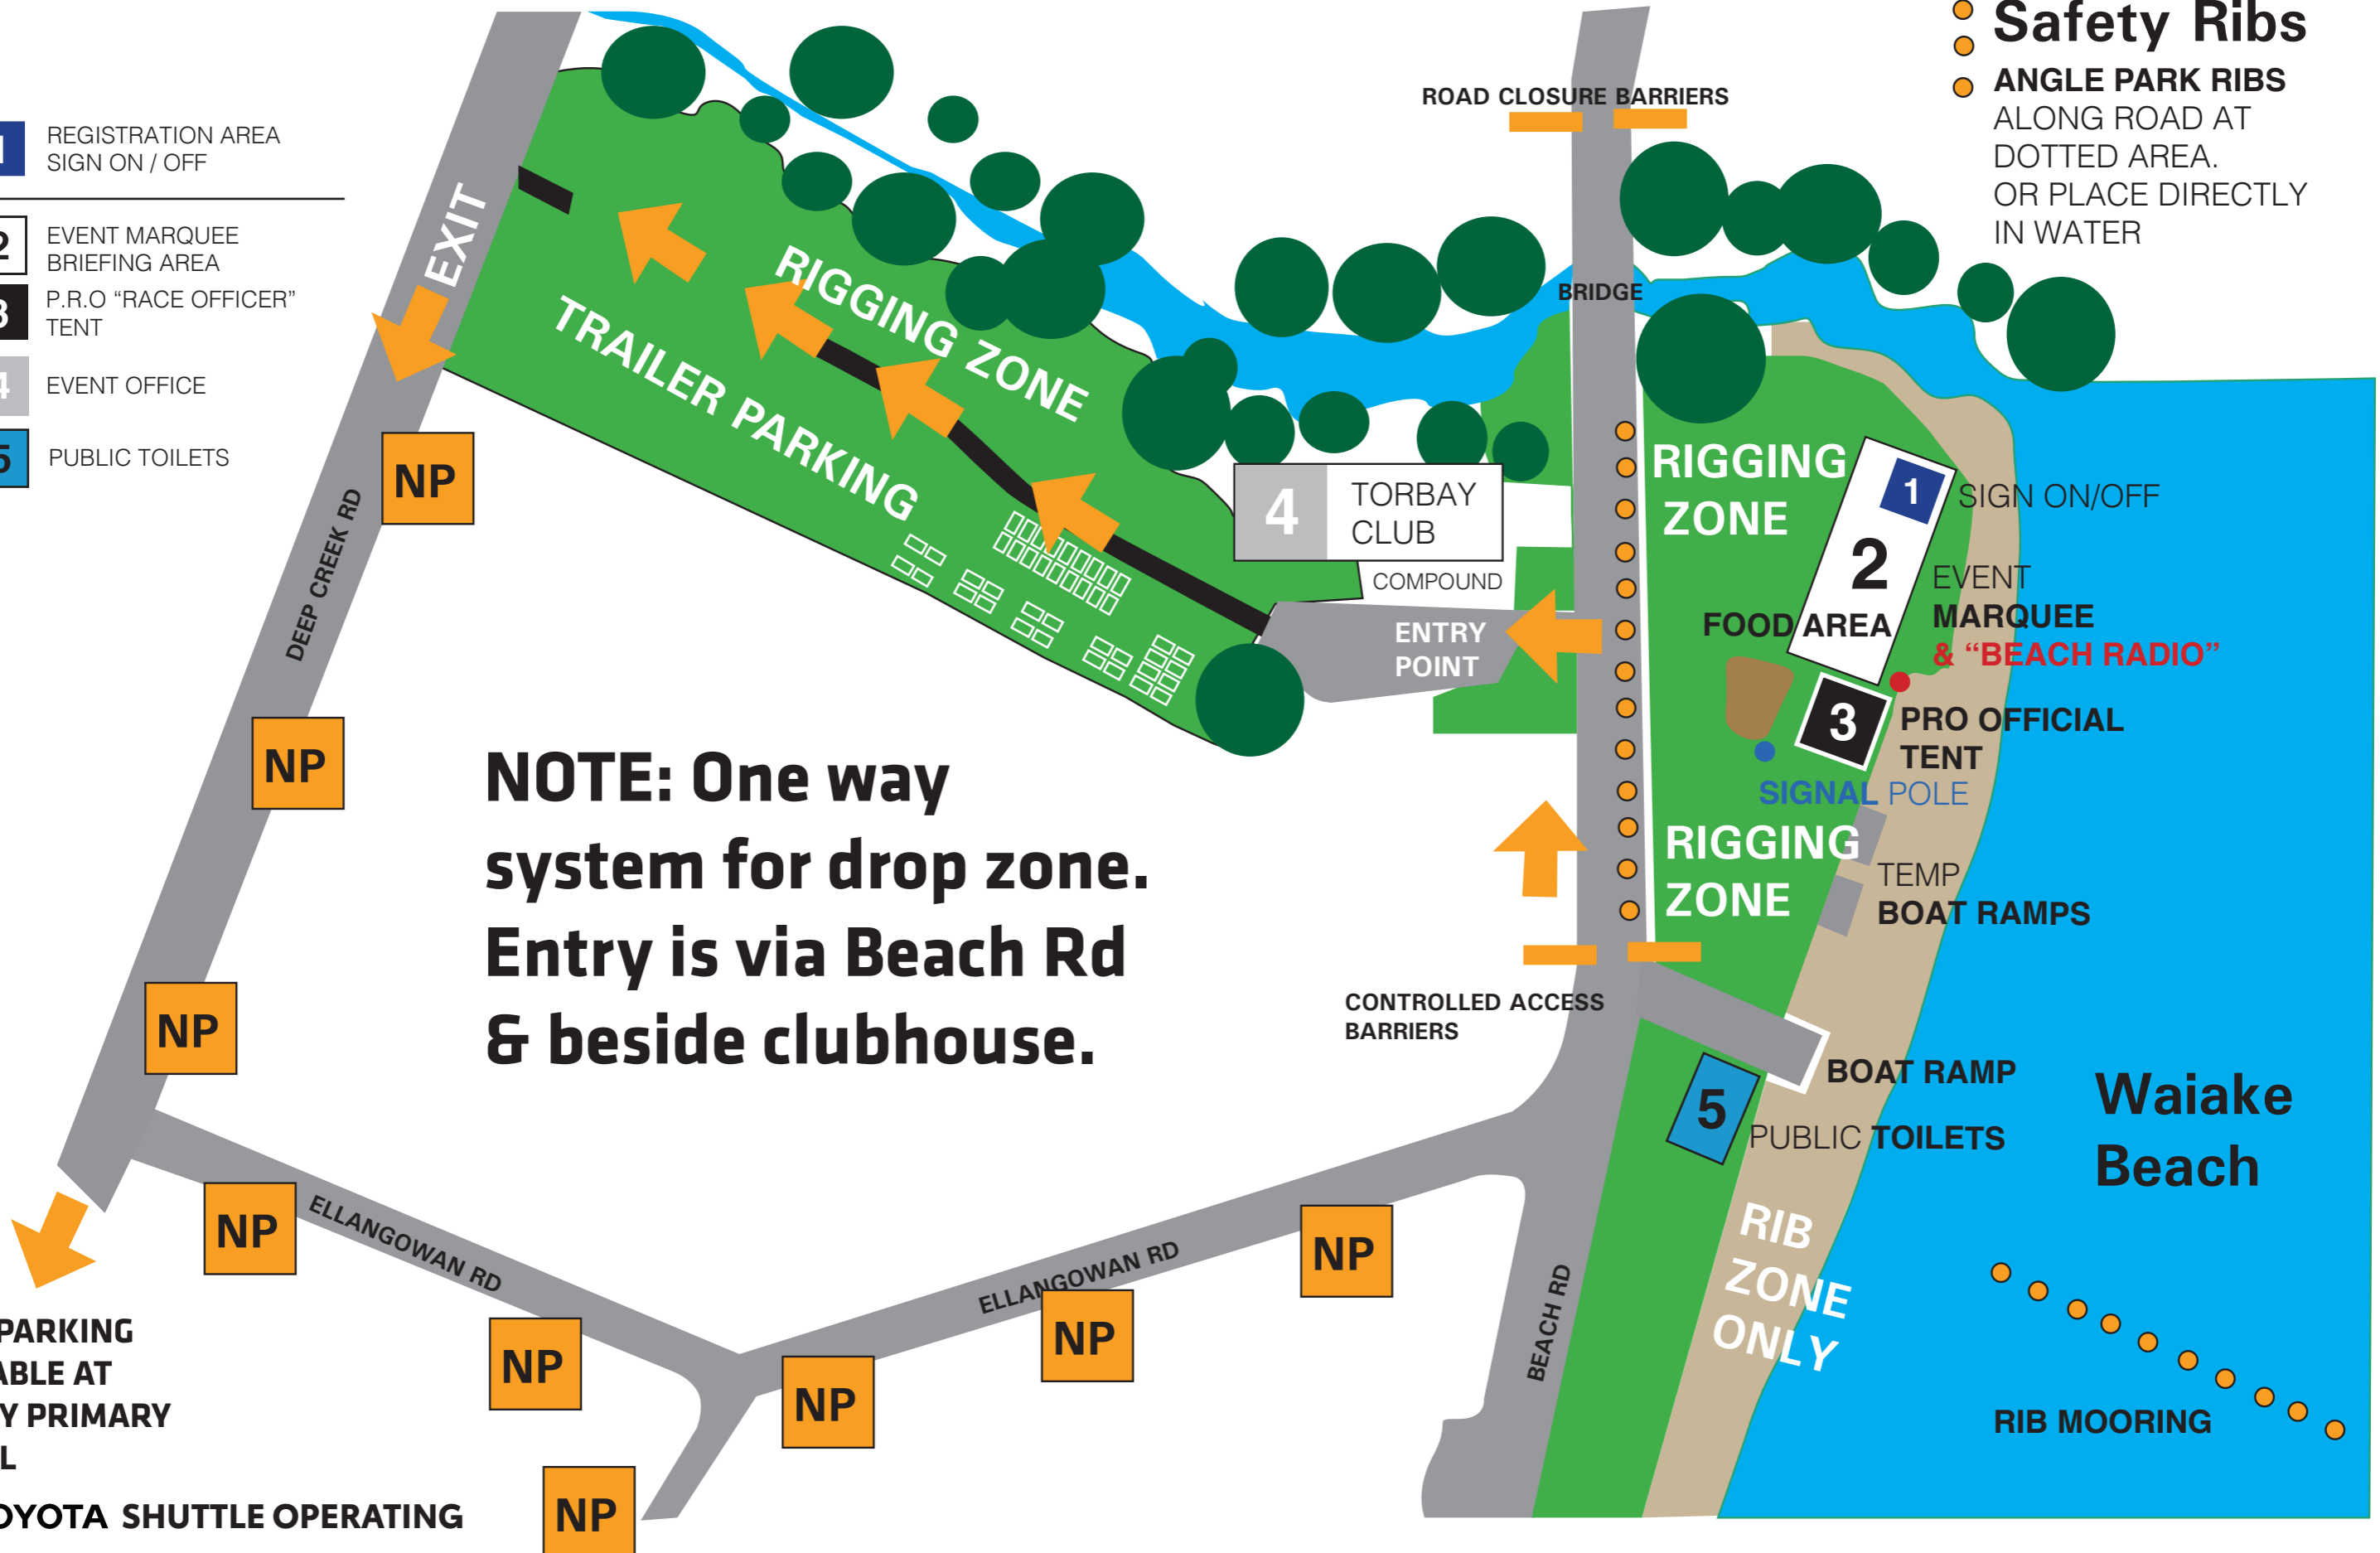 1
REGISTRATION AREA
SIGN ON / OFF
2
EVENT MARQUEE
BRIEFING AREA
3
P.R.O “RACE OFFICER”
TENT
4
EVENT OFFICE
5
PUBLIC TOILETS
Safety Ribs
ANGLE PARK RIBS
ALONG ROAD AT
DOTTED AREA.
OR PLACE DIRECTLY
IN WATER
ROAD CLOSURE BARRIERS
BRIDGE
EXIT
RIGGING ZONE
TRAILER PARKING
NP
DEEP CREEK RD
NP
NP
4
TORBAY
CLUB
COMPOUND
ENTRY
POINT
RIGGING
ZONE
1
SIGN ON/OFF
2
EVENT
MARQUEE
& “BEACH RADIO”
FOOD AREA
3
PRO OFFICIAL
TENT
SIGNAL POLE
RIGGING
ZONE
TEMP
BOAT RAMPS
NOTE: One way
system for drop zone.
Entry is via Beach Rd
& beside clubhouse.
CONTROLLED ACCESS
BARRIERS
BOAT RAMP
5
PUBLIC TOILETS
Waiake
Beach
RIB
ZONE
ONLY
RIB MOORING
BEACH RD
NP
ELLANGOWAN RD
NP
NP
ELLANGOWAN RD
NP
NP
NP
PARKING
ABLE AT
Y PRIMARY
L
OYOTA SHUTTLE OPERATING